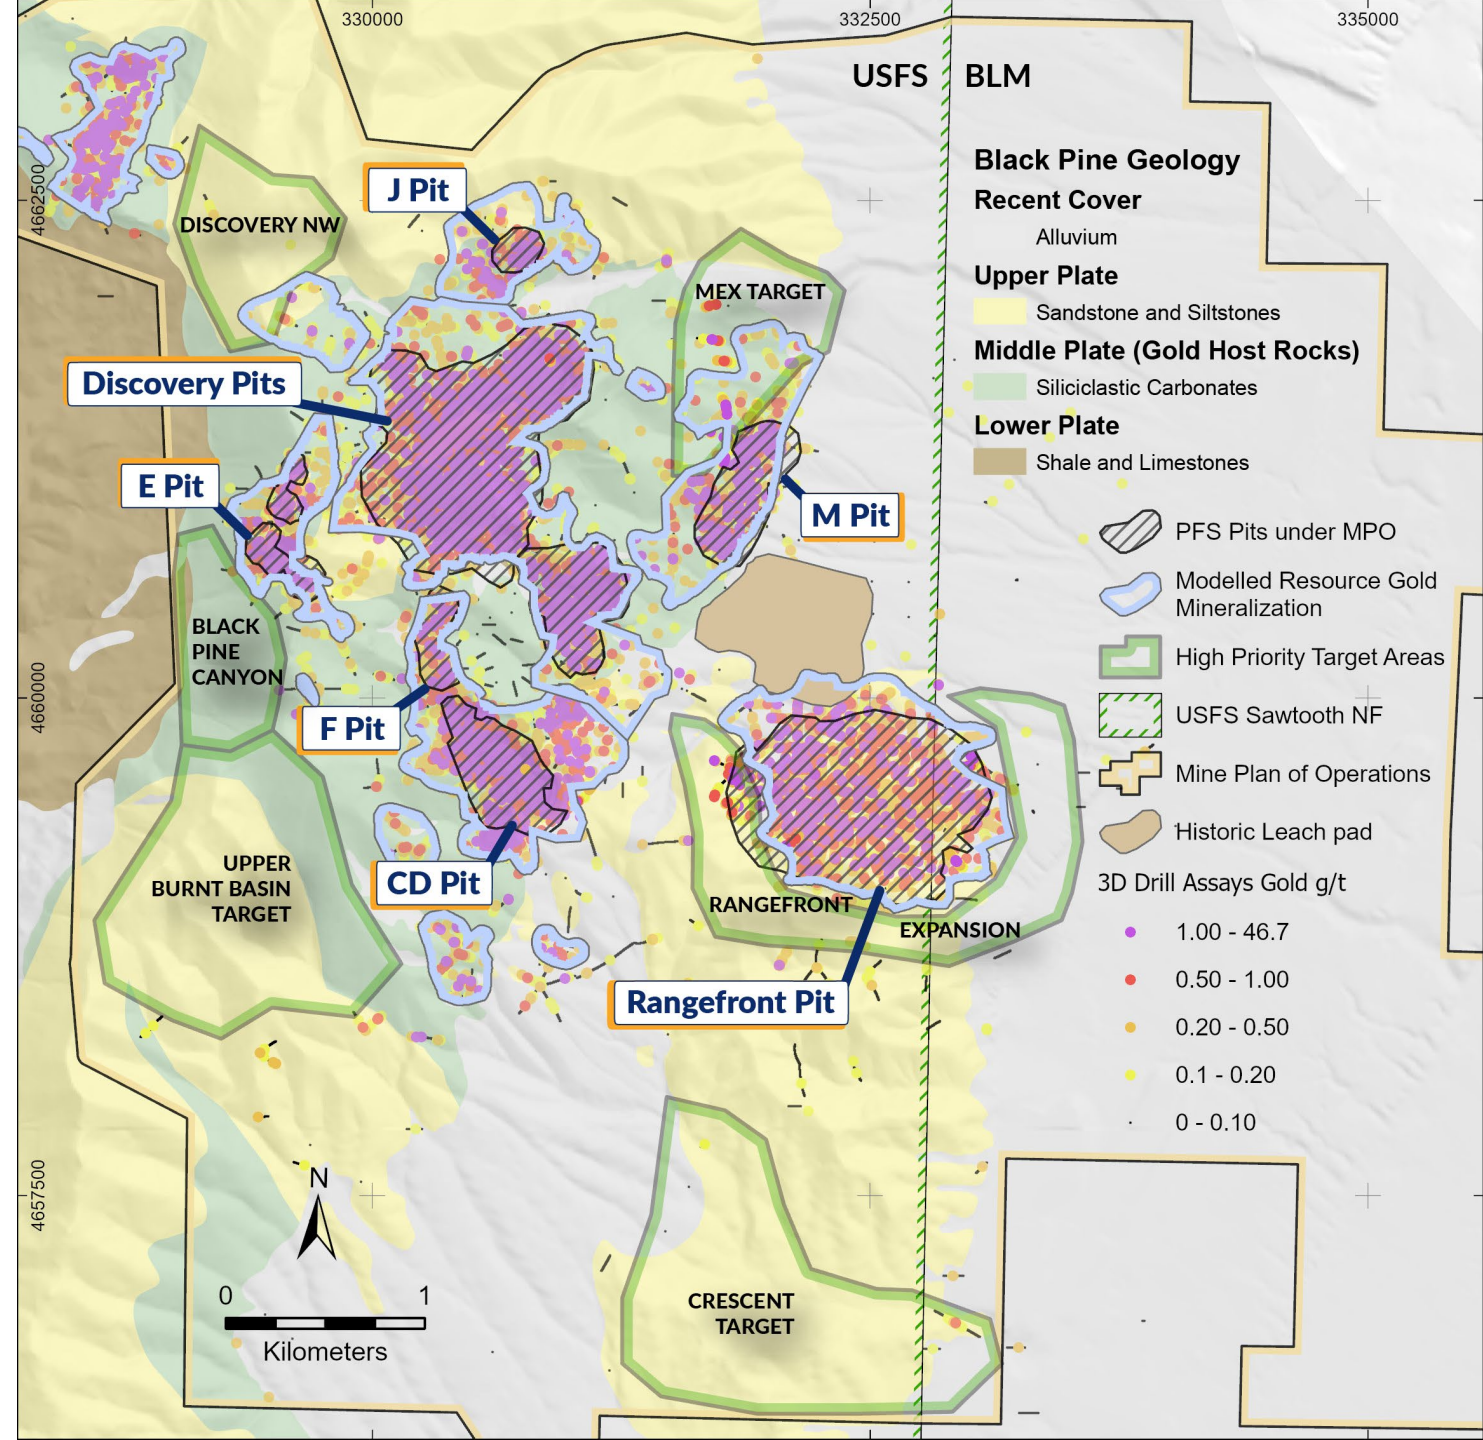 330000
332500
335000
USFS
BLM
4662500
4660000
4657500
J Pit
DISCOVERY NW
MEX TARGET
Discovery Pits
E Pit
M Pit
BLACK
PINE
CANYON
F Pit
UPPER
BURNT BASIN
TARGET
CD Pit
RANGEFRONT
EXPANSION
Rangefront Pit
CRESCENT
TARGET
N
0
1
Kilometers
Black Pine Geology
Recent Cover
Alluvium
Upper Plate
Sandstone and Siltstones
Middle Plate (Gold Host Rocks)
Siliciclastic Carbonates
Lower Plate
Shale and Limestones
PFS Pits under MPO
Modelled Resource Gold
Mineralization
High Priority Target Areas
USFS Sawtooth NF
Mine Plan of Operations
Historic Leach pad
3D Drill Assays Gold g/t
1.00 - 46.7
0.50 - 1.00
0.20 - 0.50
0.1 - 0.20
0 - 0.10